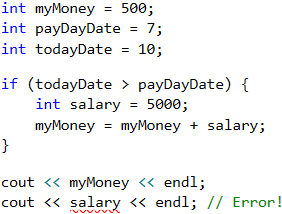 int myMoney = 500;
int payDayDate = 7;
int todayDate = 10;
if (todayDate > payDayDate) {
    int salary = 5000;
    myMoney = myMoney + salary;
}
cout << myMoney << endl;
cout << salary << endl; // Error!